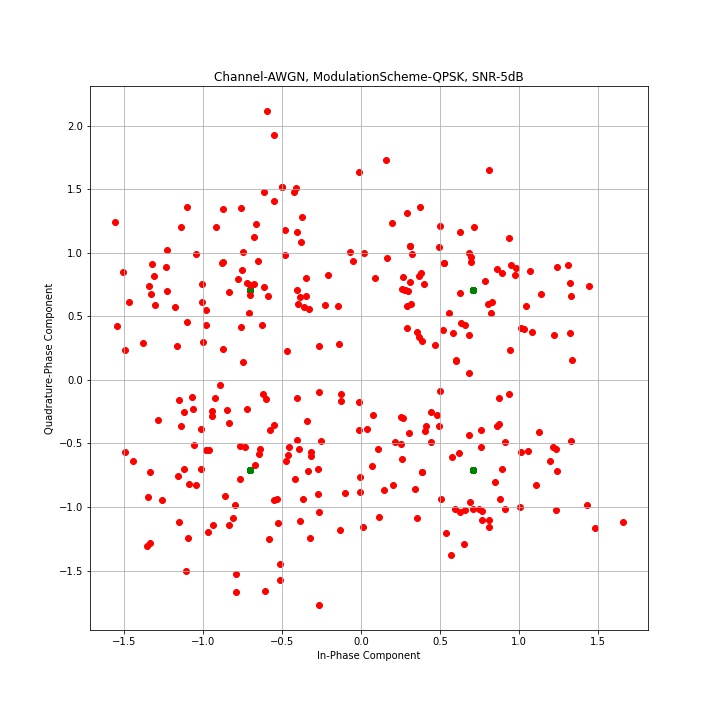 Channel-AWGN, ModulationScheme-QPSK, SNR-5dB
Quadrature-Phase Component
2.0
1.5
1.0
0.5
0.0
−0.5
−1.0
−1.5
−1.5 −1.0 −0.5 0.0 0.5 1.0 1.5
In-Phase Component